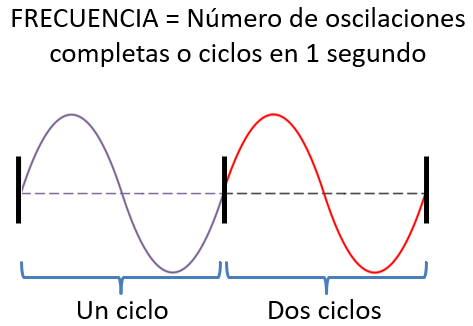 FRECUENCIA = Número de oscilaciones
completas o ciclos en 1 segundo
Un ciclo
Dos ciclos